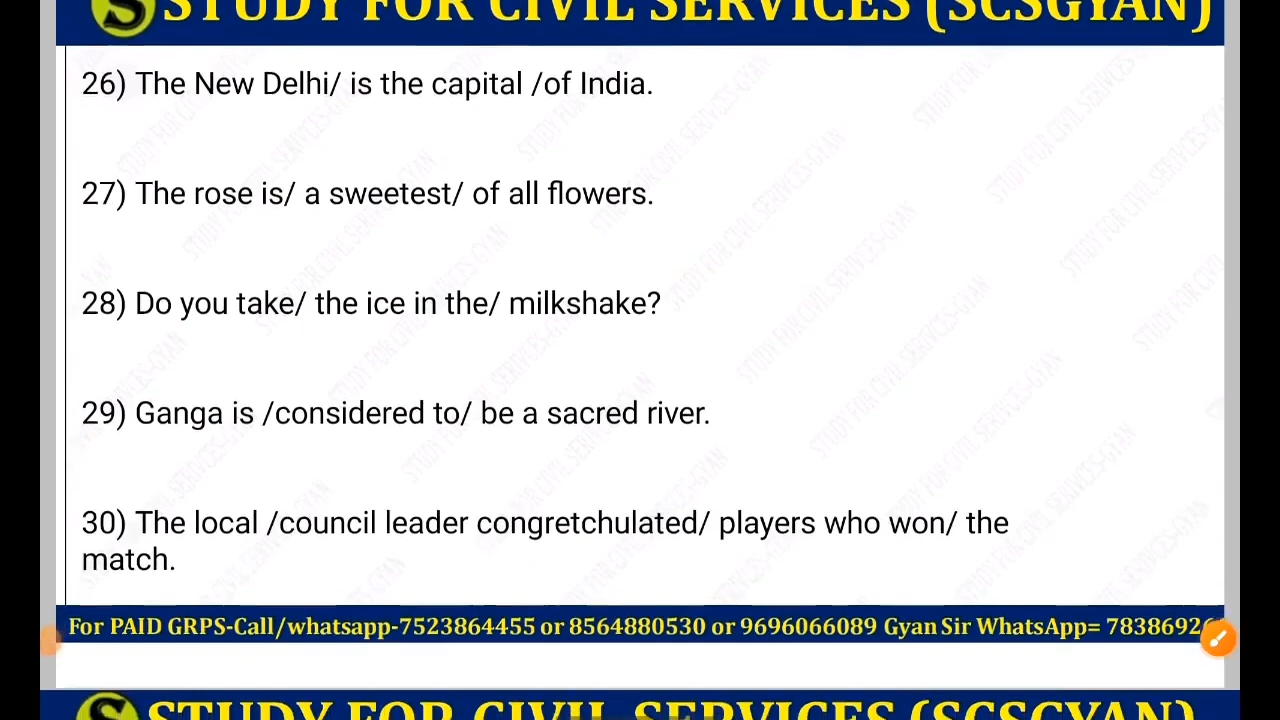 STUDY FOR CIVIL SERVICES (SCSGYAN)
26) The New Delhi/ is the capital /of India.
27) The rose is/ a sweetest/ of all flowers.
28) Do you take/ the ice in the/ milkshake?
29) Ganga is /considered to/ be a sacred river.
30) The local /council leader congretchulated/ players who won/ the
match.
For PAID GRPS-Call/whatsapp-7523864455 or 8564880530 or 9696066089 Gyan Sir WhatsApp=
STUDY FOR CIVIL SERVICES (SCSGYAN)